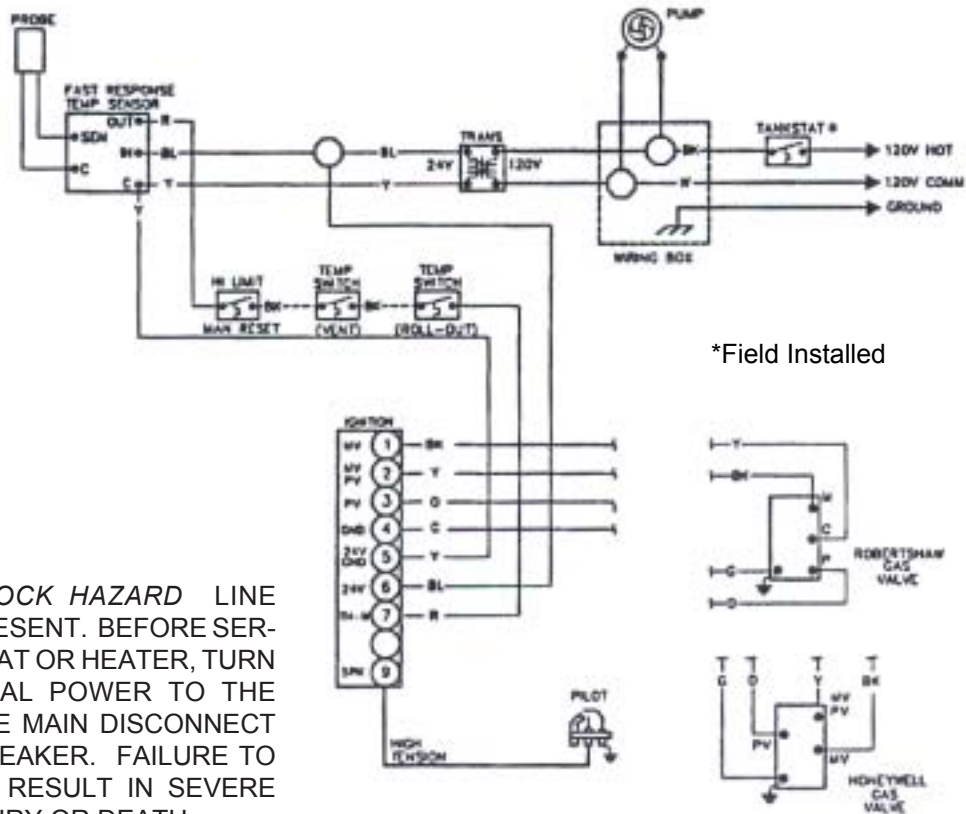 PROBE
PUMP
FAST RESPONSE
TEMP SENSOR
OUT
R
SEN
BL
BL
TRANS
24V
120V
BK
TANKSTAT *
120V HOT
C
C
Y
Y
W
120V COMM
GROUND
Y
WIRING BOX
HI LIMIT
MAN RESET
BK
TEMP
SWITCH
(VENT)
BK
TEMP
SWITCH
(ROLL-OUT)
*Field Installed
IGNITION
MV
1
BK
MV
PV
2
Y
PV
3
O
GND
4
G
24V
GND
5
Y
24V
6
BL
TH-W
7
R
SPK
9
HIGH
TENSION
PILOT
Y
BK
M
C
P
G
O
ROBERTSHAW
GAS
VALVE
G
O
Y
BK
MV
PV
PV
MV
HONEYWELL
GAS
VALVE
OCK HAZARD LINE
ESENT. BEFORE SER-
AT OR HEATER, TURN
AL POWER TO THE
E MAIN DISCONNECT
EAKER. FAILURE TO
RESULT IN SEVERE